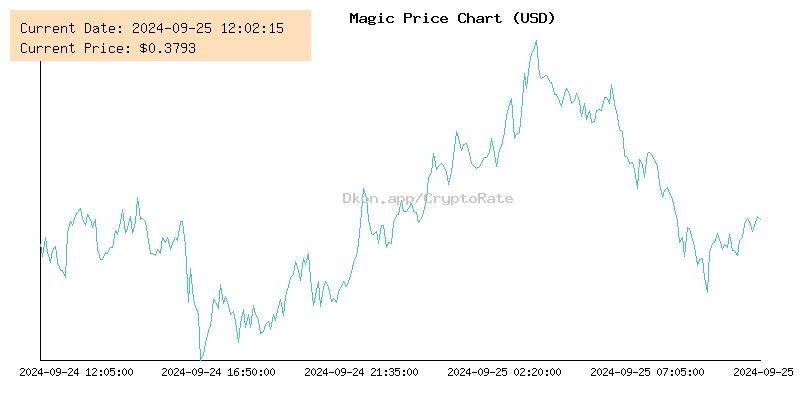 Magic Price Chart (USD)
Current Date: 2024-09-25 12:02:15
Current Price: $0.3793
Dkon.app/CryptoRate
2024-09-24 12:05:00 2024-09-24 16:50:00 2024-09-24 21:35:00 2024-09-25 02:20:00 2024-09-25 07:05:00 2024-09-25